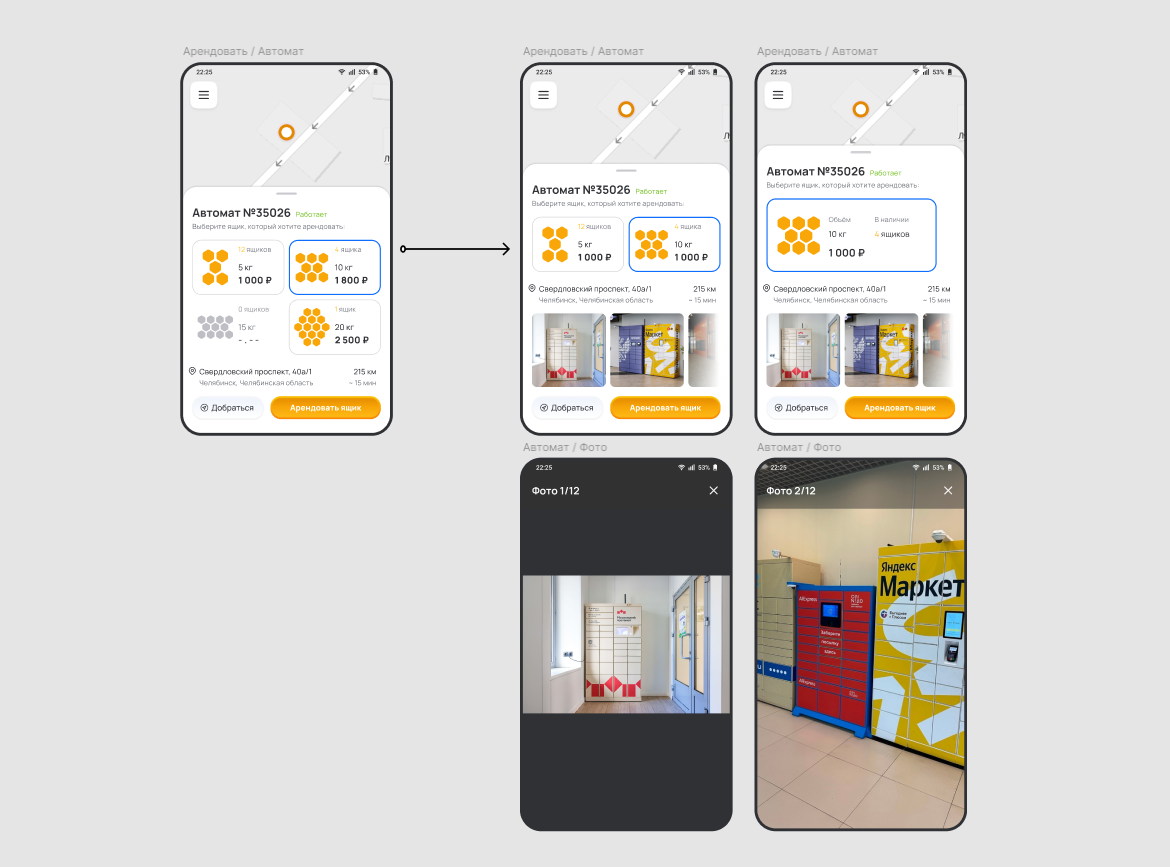 Арендовать / Автомат
22:25
53%
Автомат №35026 Работает
Выберите ящик, который хотите арендовать:
12 ящиков
5 кг
1 000 ₽
4 ящика
10 кг
1 800 ₽
0 ящиков
15 кг
- . - -
1 ящик
20 кг
2 500 ₽
Свердловский проспект, 40а/1
215 км
Челябинск, Челябинская область
~ 15 мин
Добраться
Арендовать ящик
Арендовать / Автомат
22:25
53%
Автомат №35026 Работает
Выберите ящик, который хотите арендовать:
12 ящиков
5 кг
1 000 ₽
4 ящика
10 кг
1 000 ₽
Свердловский проспект, 40а/1
215 км
Челябинск, Челябинская область
~ 15 мин
Маркет
Добраться
Арендовать ящик
Арендовать / Автомат
22:25
53%
Автомат №35026 Работает
Выберите ящик, который хотите арендовать:
Объём
В наличии
10 кг
4 ящиков
1 000 ₽
Свердловский проспект, 40а/1
215 км
Челябинск, Челябинская область
~ 15 мин
Маркет
Добраться
Арендовать ящик
Автомат / Фото
22:25
53%
Фото 1/12
Автомат / Фото
22:25
53%
Фото 2/12
Яндекс
Маркет
AliExpress
Заберите
посылку
здесь
AliExpress